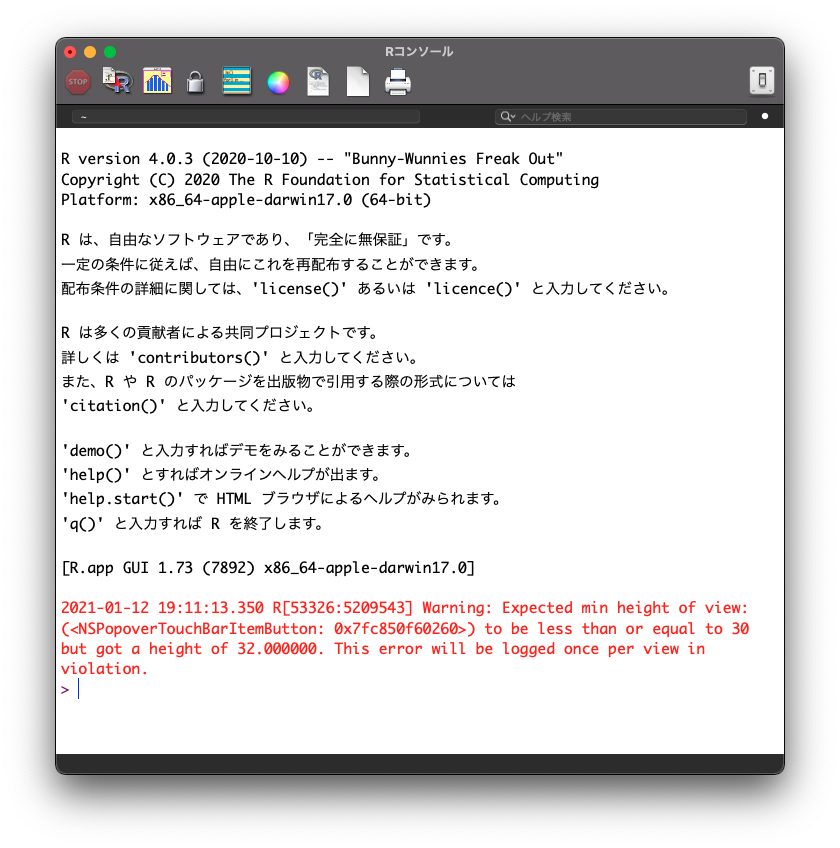 Rコンソール
STOP
R
R
~
ヘルプ検索
R version 4.0.3 (2020-10-10) -- "Bunny-Wunnies Freak Out"
Copyright (C) 2020 The R Foundation for Statistical Computing
Platform: x86_64-apple-darwin17.0 (64-bit)
R は、自由なソフトウェアであり、「完全に無保証」です。
一定の条件に従えば、自由にこれを再配布することができます。
配布条件の詳細に関しては、'license()' あるいは 'licence()' と入力してください。
R は多くの貢献者による共同プロジェクトです。
詳しくは 'contributors()' と入力してください。
また、R や R のパッケージを出版物で引用する際の形式については
'citation()' と入力してください。
'demo()' と入力すればデモをみることができます。
'help()' とすればオンラインヘルプが出ます。
'help.start()' で HTML ブラウザによるヘルプがみられます。
'q()' と入力すれば R を終了します。
[R.app GUI 1.73 (7892) x86_64-apple-darwin17.0]
2021-01-12 19:11:13.350 R[53326:5209543] Warning: Expected min height of view:
(<NSPopoverTouchBarItemButton: 0x7fc850f60260>) to be less than or equal to 30
but got a height of 32.000000. This error will be logged once per view in
violation.
>